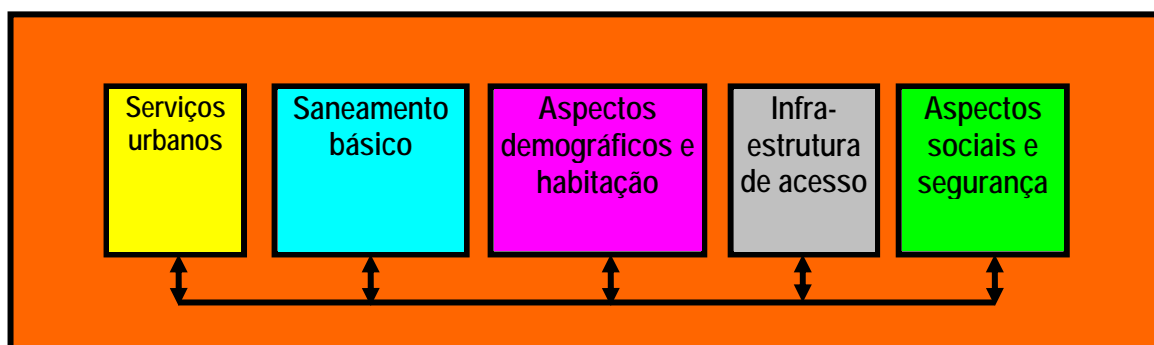 Serviços
urbanos
Saneamento
básico
Aspectos
demográficos e
habitação
Infra-
estrutura
de acesso
Aspectos
sociais e
segurança